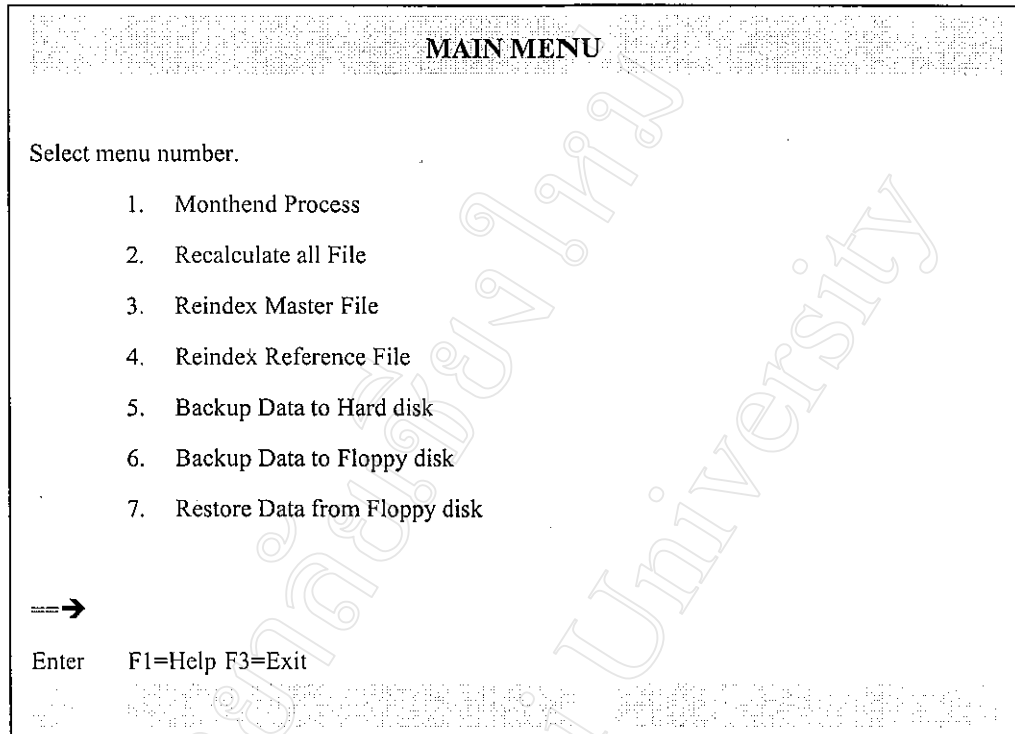 MAIN MENU
Select menu number.
1. Monthend Process
2. Recalculate all File
3. Reindex Master File
4. Reindex Reference File
5. Backup Data to Hard disk
6. Backup Data to Floppy disk
7. Restore Data from Floppy disk
==➔
Enter F1=Help F3=Exit
University